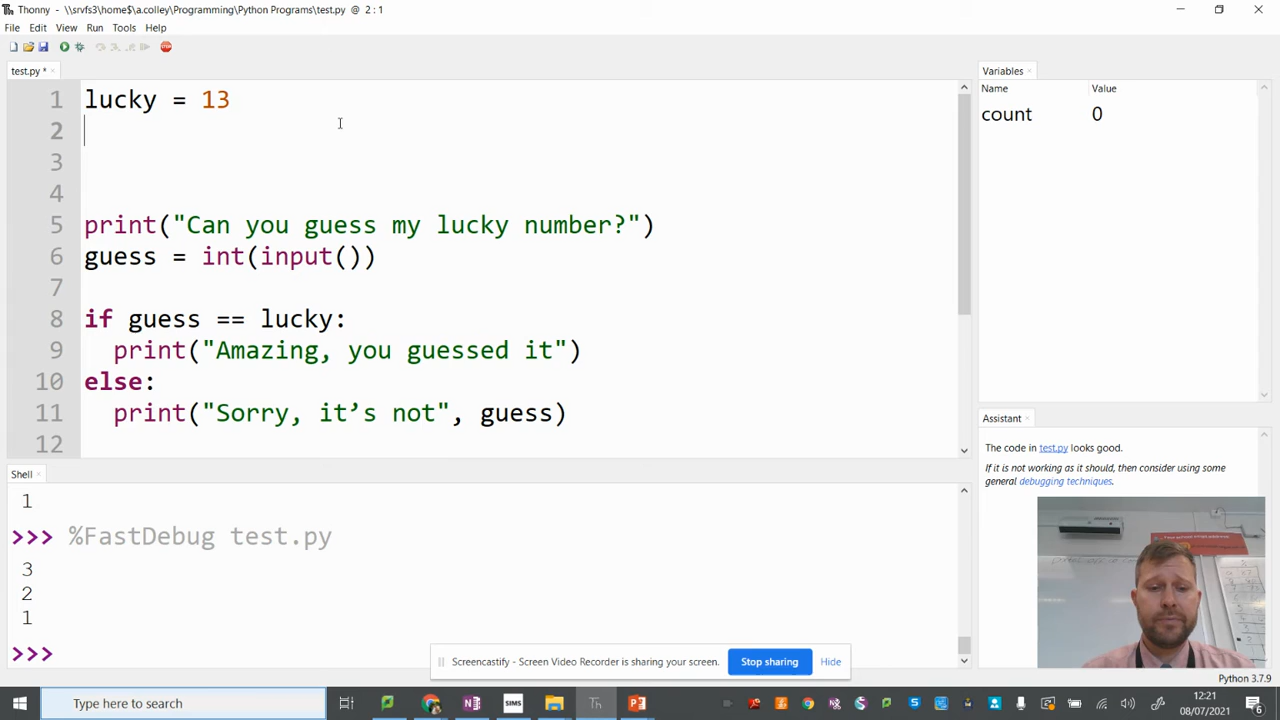 Thonny - \\srvfs3\home$\a.colley\Programming\Python Programs\test.py @ 2 : 1
File Edit View Run Tools Help
test.py *
1 lucky = 13
2
3
4
5 print("Can you guess my lucky number?")
6 guess = int(input())
7
8 if guess == lucky:
9 print("Amazing, you guessed it")
10 else:
11 print("Sorry, it’s not", guess)
12
Variables
Name Value
count 0
Assistant
The code in test.py looks good.
If it is not working as it should, then consider using some
general debugging techniques.
Shell
1
>>> %FastDebug test.py
3
2
1
>>>
Screencastify - Screen Video Recorder is sharing your screen. Stop sharing Hide
Python 3.7.9
Type here to search
SIMS
Th
12:21
08/07/2021
6